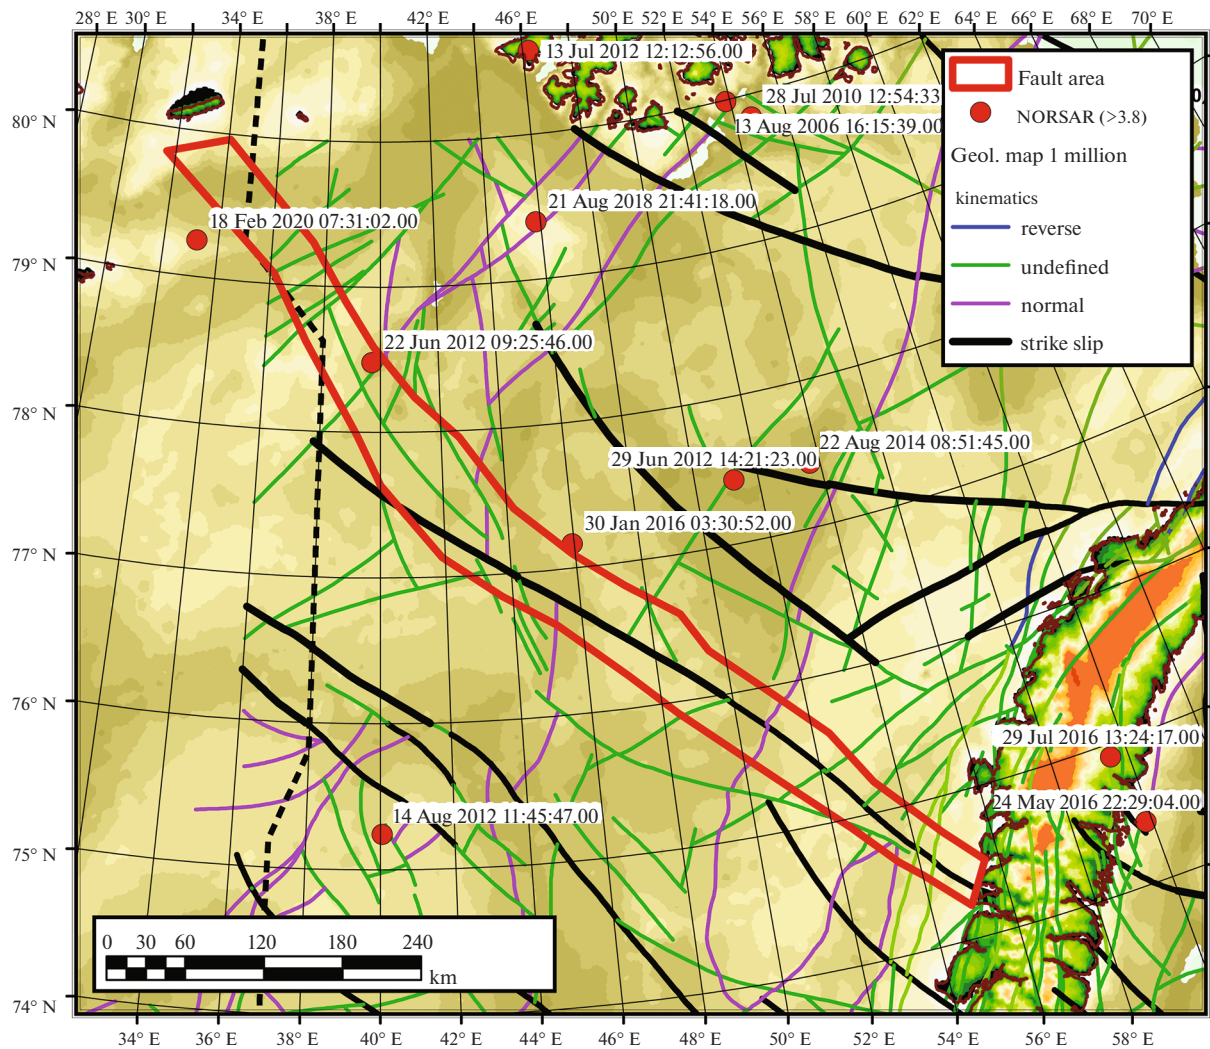 28° E 30° E 34° E 38° E 42° E 46° E 50° E 52° E 54° E 56° E 58° E 60° E 62° E 64° E 66° E 68° E 70° E
13 Jul 2012 12:12:56.00
28 Jul 2010 12:54:33
13 Aug 2006 16:15:39.00
Fault area
NORSAR (>3.8)
Geol. map 1 million
kinematics
reverse
undefined
normal
strike slip
80° N
21 Aug 2018 21:41:18.00
18 Feb 2020 07:31:02.00
79° N
22 Jun 2012 09:25:46.00
78° N
22 Aug 2014 08:51:45.00
29 Jun 2012 14:21:23.00
30 Jan 2016 03:30:52.00
77° N
76° N
29 Jul 2016 13:24:17.00
24 May 2016 22:29:04.00
14 Aug 2012 11:45:47.00
75° N
0 30 60 120 180 240
km
74° N
34° E 36° E 38° E 40° E 42° E 44° E 46° E 48° E 50° E 52° E 54° E 56° E 58° E